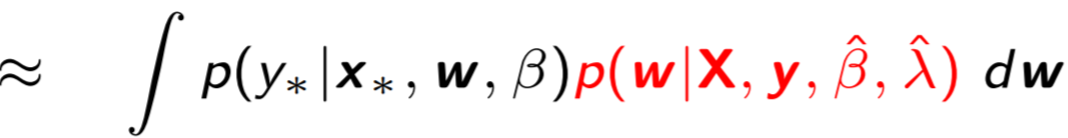 ≈ ∫ p(y∗|x∗, w, β)p(w|X, y, β̂, λ̂) dw